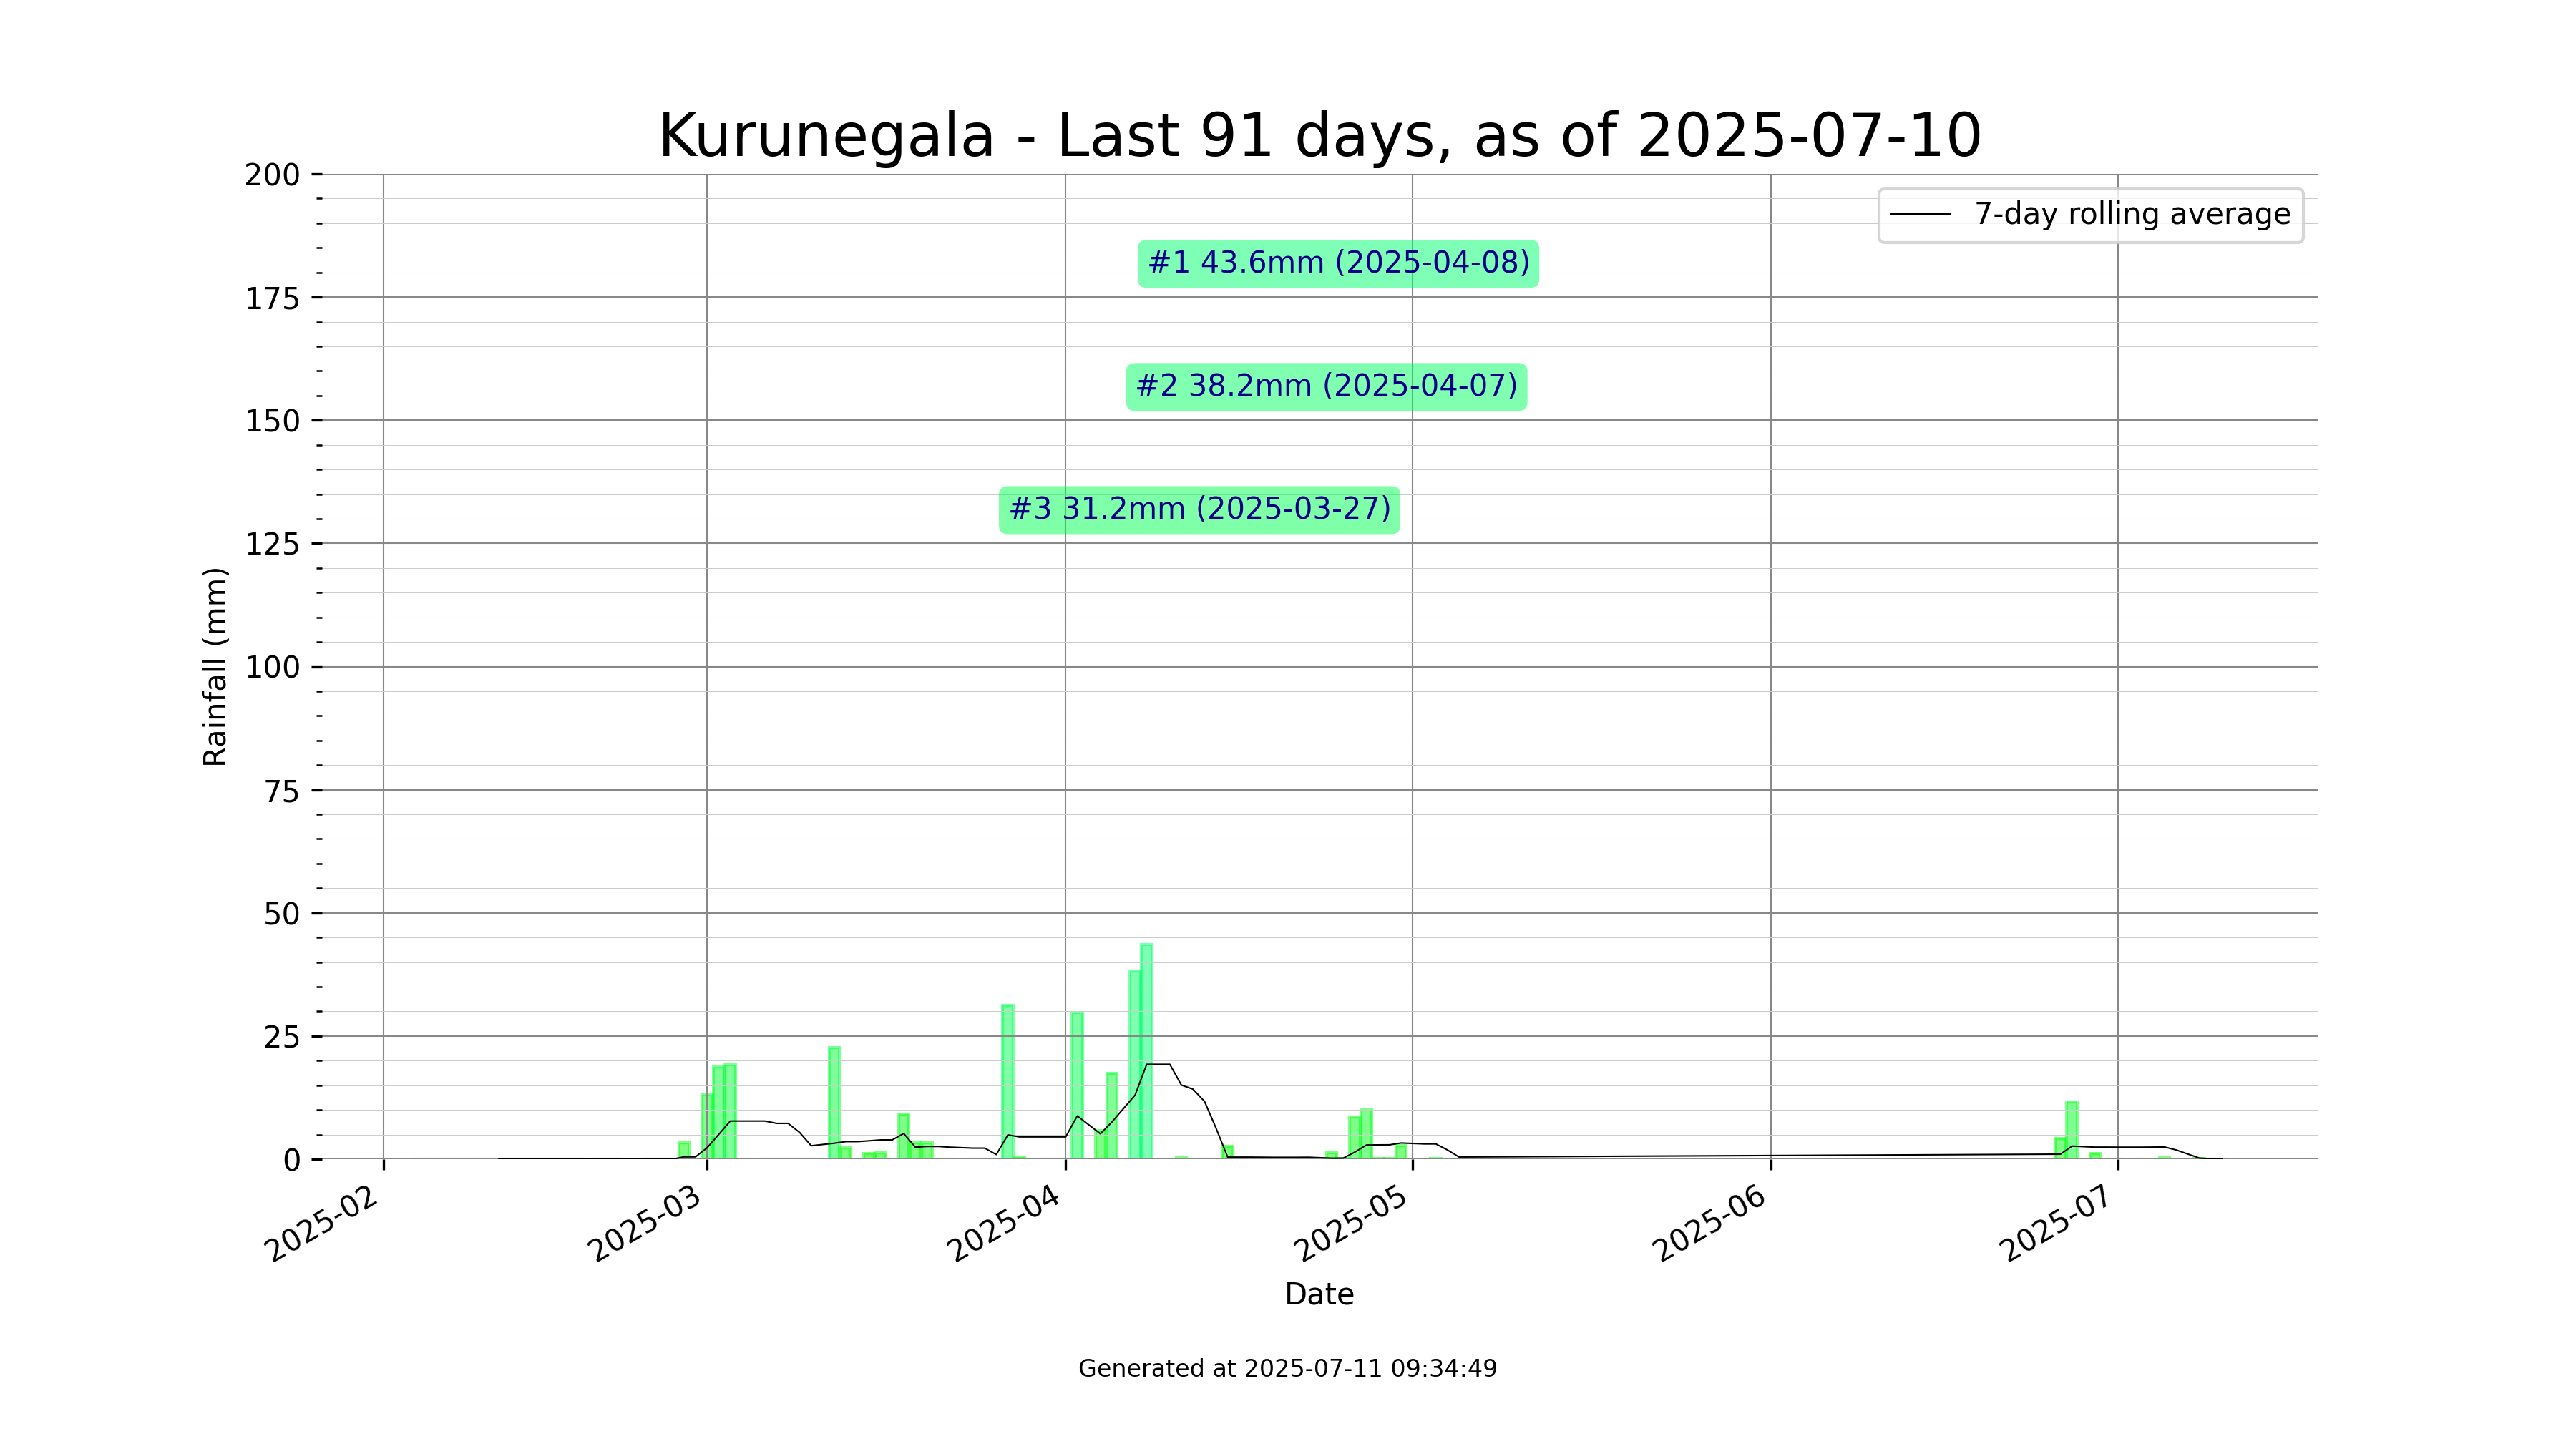 Kurunegala - Last 91 days, as of 2025-07-10
200
175
150
125
100
75
50
25
0
Rainfall (mm)
7-day rolling average
#1 43.6mm (2025-04-08)
#2 38.2mm (2025-04-07)
#3 31.2mm (2025-03-27)
2025-02
2025-03
2025-04
2025-05
2025-06
2025-07
Date
Generated at 2025-07-11 09:34:49